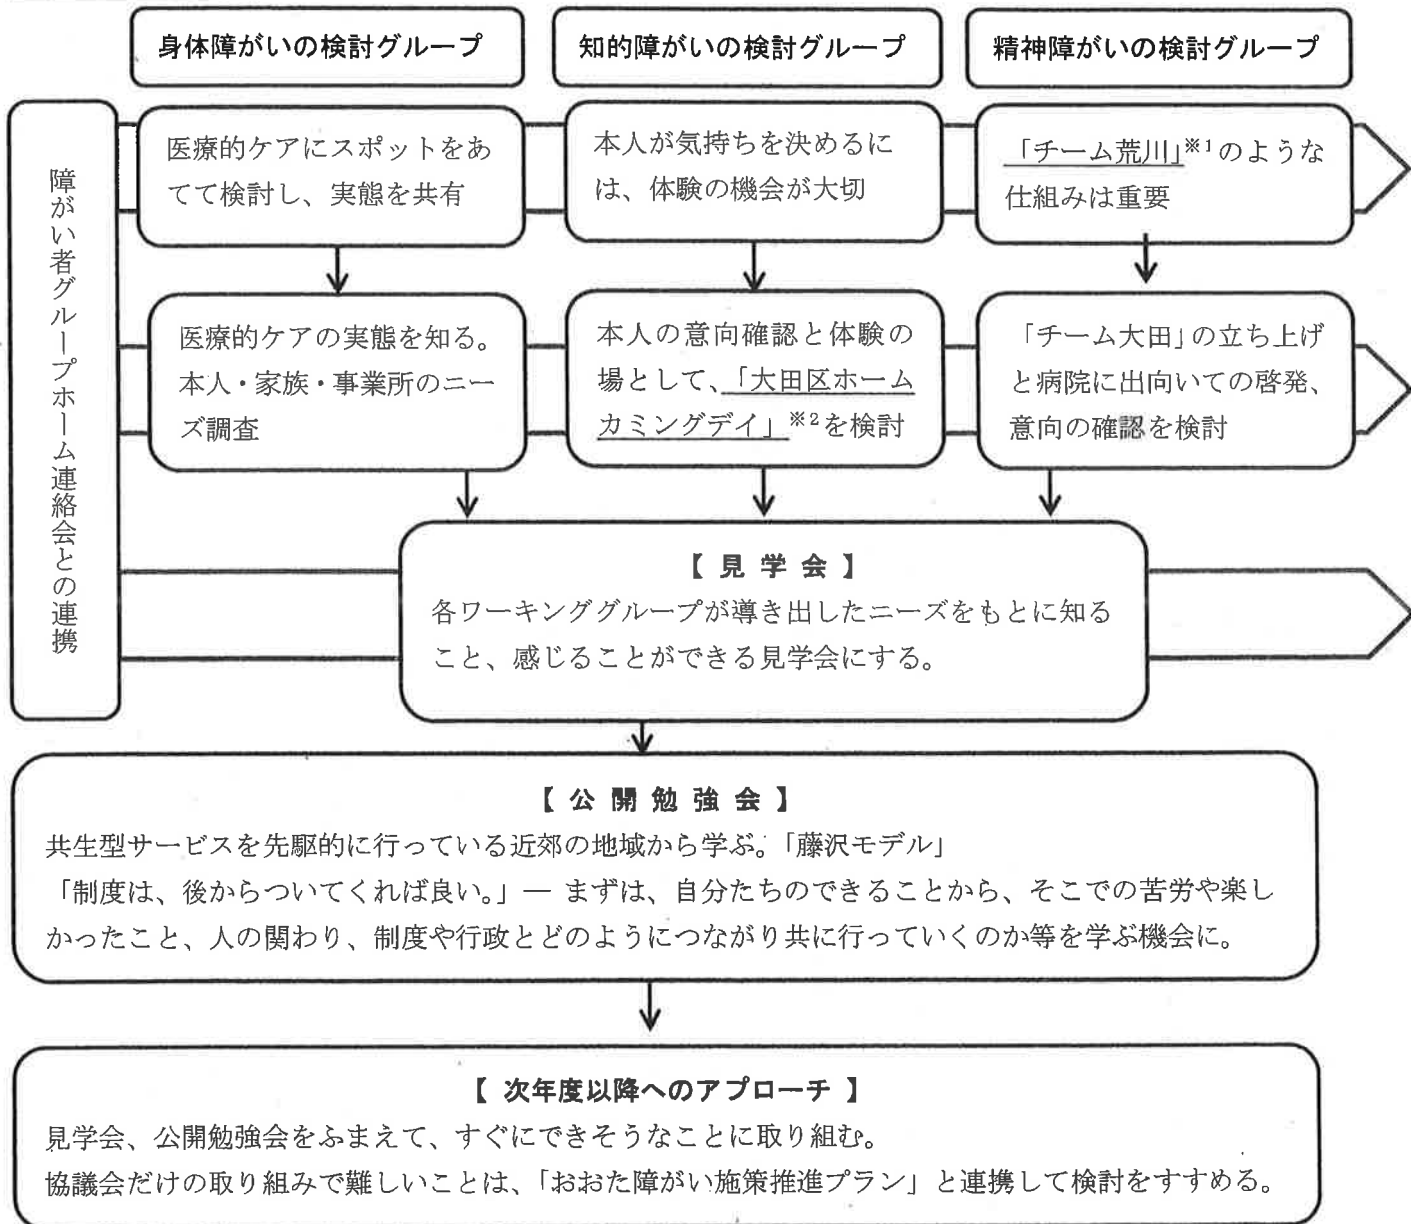 身体障がいの検討グループ
知的障がいの検討グループ
精神障がいの検討グループ
障がい者グループホーム連絡会との連携
医療的ケアにスポットをあ
てて検討し、実態を共有
本人が気持ちを決めるに
は、体験の機会が大切
「チーム荒川」※1のような
仕組みは重要
医療的ケアの実態を知る。
本人・家族・事業所のニー
ズ調査
本人の意向確認と体験の
場として、「大田区ホーム
カミングデイ」※2を検討
「チーム大田」の立ち上げ
と病院に出向いての啓発、
意向の確認を検討
【 見 学 会 】
各ワーキンググループが導き出したニーズをもとに知る
こと、感じることができる見学会にする。
【 公 開 勉 強 会 】
共生型サービスを先駆的に行っている近郊の地域から学ぶ。「藤沢モデル」
「制度は、後からついてくれば良い。」― まずは、自分たちのできることから、そこでの苦労や楽し
かったこと、人の関わり、制度や行政とどのようにつながり共に行っていくのか等を学ぶ機会に。
【 次年度以降へのアプローチ 】
見学会、公開勉強会をふまえて、すぐにできそうなことに取り組む。
協議会だけの取り組みで難しいことは、「おおた障がい施策推進プラン」と連携して検討をすすめる。